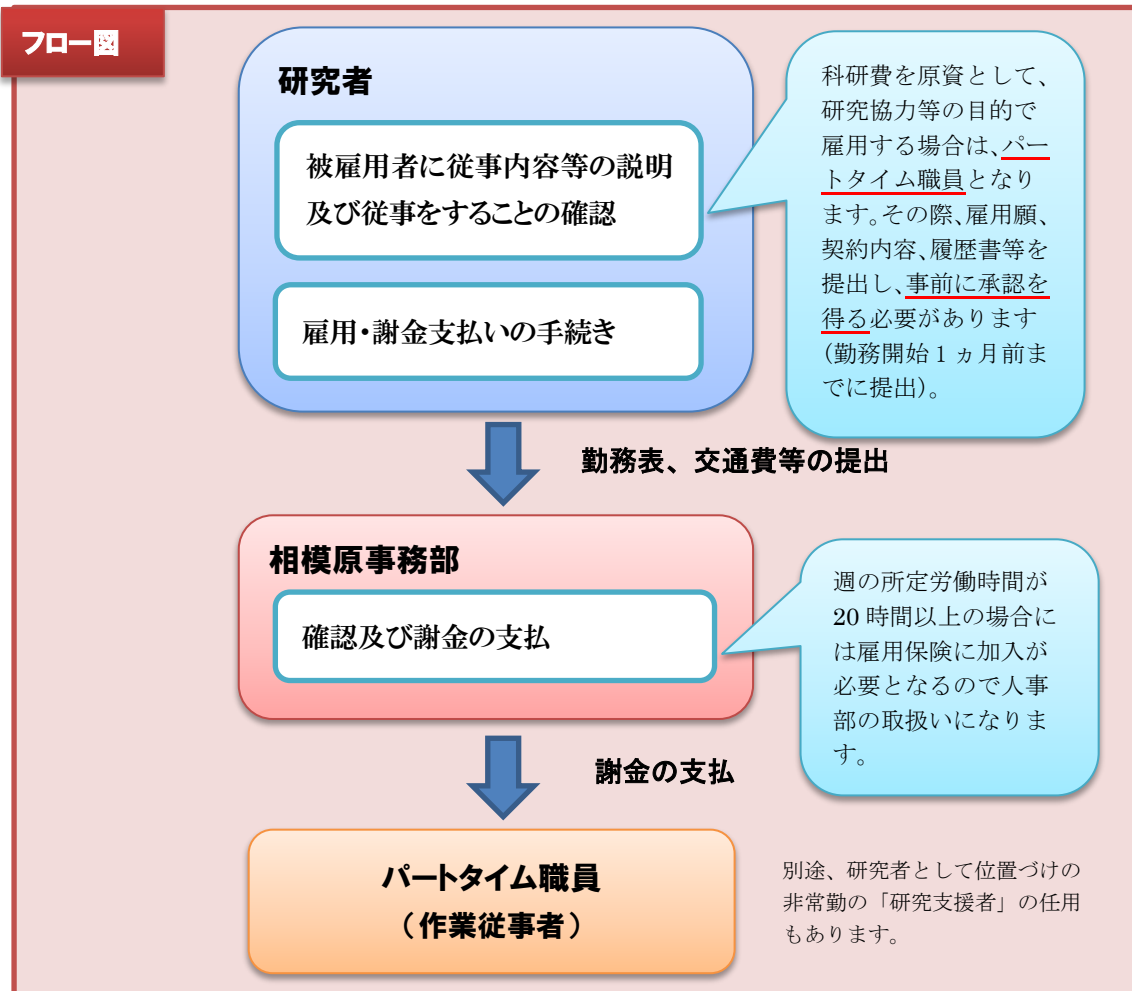 フロー図
研究者
被雇用者に従事内容等の説明
及び従事をすることの確認
雇用・謝金支払いの手続き
科研費を原資として、
研究協力等の目的で
雇用する場合は、パー
トタイム職員となり
ます。その際、雇用願、
契約内容、履歴書等を
提出し、事前に承認を
得る必要があります
(勤務開始1ヵ月前ま
でに提出)。
勤務表、交通費等の提出
相模原事務部
確認及び謝金の支払
週の所定労働時間が
20時間以上の場合に
は雇用保険に加入が
必要となるので人事
部の取扱いになりま
す。
謝金の支払
パートタイム職員
(作業従事者)
別途、研究者として位置づけの
非常勤の「研究支援者」の任用
もあります。